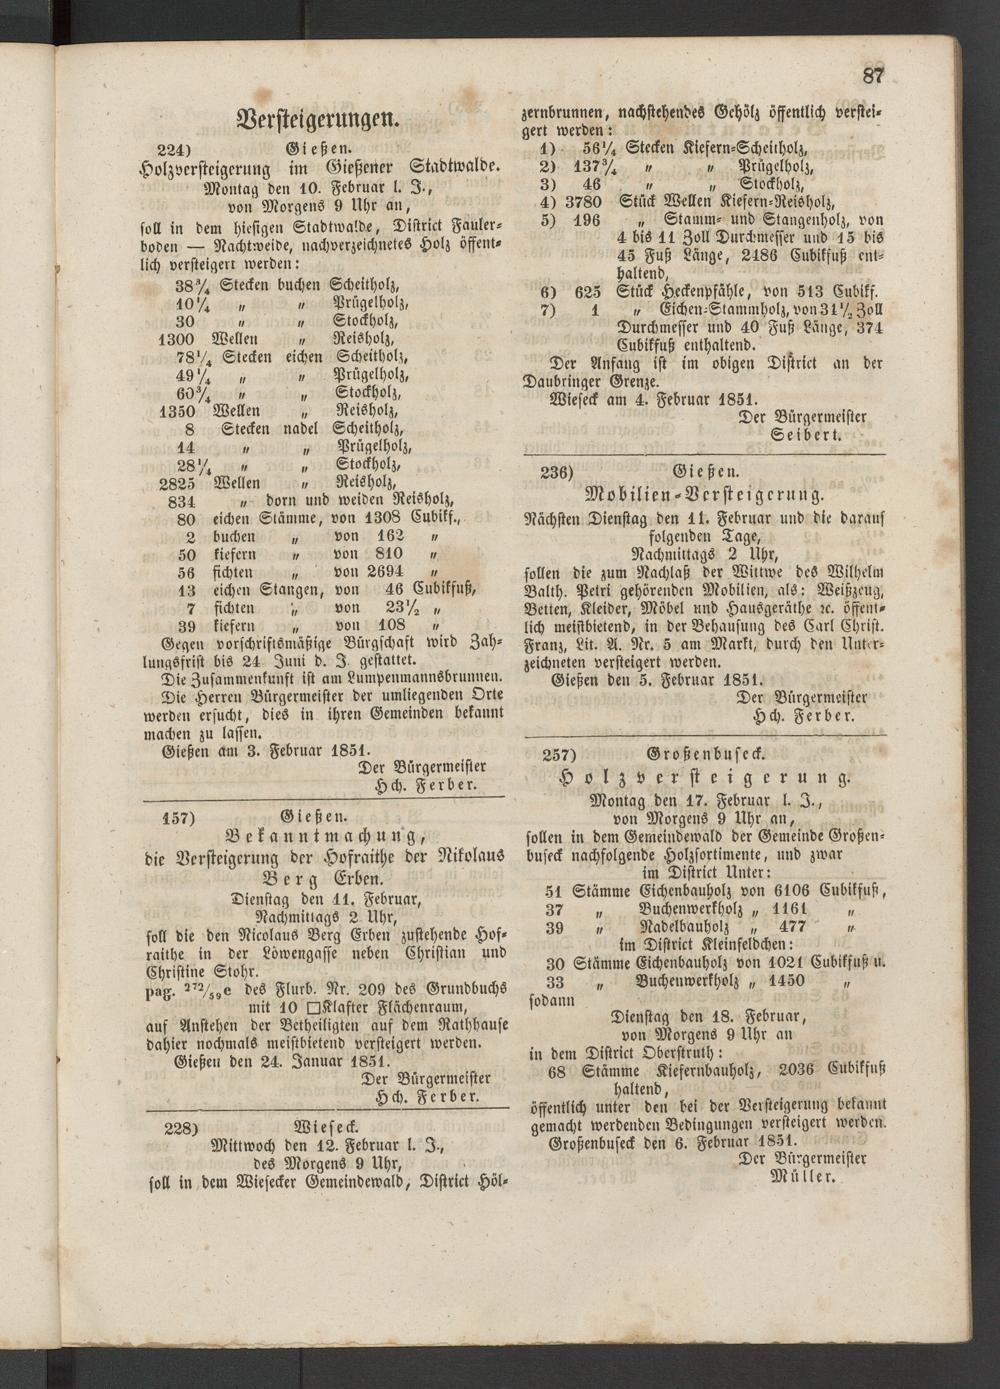 87
Versteigerungen.
224) Gießen.
Holzversteigerung im Gießener Stadtwalde.
Montag den 10. Februar l. J.,
von Morgens 9 Uhr an,
soll in dem hiesigen Stadtwalde, District Fauler-
boden — Nachtweide, nachverzeichnetes Holz öffent-
lich versteigert werden:
38¾ Stecken buchen Scheitholz,
10¼ „ „ Prügelholz,
30 „ „ Stockholz,
1300 Wellen „ Reisholz,
78¼ Stecken eichen Scheitholz,
49¼ „ „ Prügelholz,
60¾ „ „ Stockholz,
1350 Wellen „ Reisholz,
8 Stecken nadel Scheitholz,
14 „ „ Prügelholz,
28¼ „ „ Stockholz,
2825 Wellen „ Reisholz,
834 „ dorn und weiden Reisholz,
80 eichen Stämme, von 1308 Cubikf.,
2 buchen „ von 162 „
50 kiefern „ von 810 „
56 fichten „ von 2694 „
13 eichen Stangen, von 46 Cubikfuß,
7 fichten „ von 23½ „
39 kiefern „ von 108 „
Gegen vorschriftsmäßige Bürgschaft wird Zah-
lungsfrist bis 24 Juni d. J. gestattet.
Die Zusammenkunft ist am Lumpenmannsbrunnen.
Die Herren Bürgermeister der umliegenden Orte
werden ersucht, dies in ihren Gemeinden bekannt
machen zu lassen.
Gießen am 3. Februar 1851.
Der Bürgermeister
Hch. Ferber.
157) Gießen.
Bekanntmachung,
die Versteigerung der Hofraithe der Nikolaus
Berg Erben.
Dienstag den 11. Februar,
Nachmittags 2 Uhr,
soll die den Nicolaus Berg Erben zustehende Hof-
raithe in der Löwengasse neben Christian und
Christine Stohr.
pag. 272/59e des Flurb. Nr. 209 des Grundbuchs
mit 10 □Klafter Flächenraum,
auf Anstehen der Betheiligten auf dem Rathhause
dahier nochmals meistbietend versteigert werden.
Gießen den 24. Januar 1851.
Der Bürgermeister
Hch. Ferber.
228) Wieseck.
Mittwoch den 12. Februar l. J.,
des Morgens 9 Uhr,
soll in dem Wiesecker Gemeindewald, District Höl-
zernbrunnen, nachstehendes Gehölz öffentlich verstei-
gert werden:
1) 56¼ Stecken Kiefern-Scheitholz,
2) 137¾ „ „ Prügelholz,
3) 46 „ „ Stockholz,
4) 3780 Stück Wellen Kiefern-Reisholz,
5) 196 „ Stamm- und Stangenholz, von
4 bis 11 Zoll Durchmesser und 15 bis
45 Fuß Länge, 2486 Cubikfuß ent-
haltend,
6) 625 Stück Heckenpfähle, von 513 Cubikf.
7) 1 „ Eichen-Stammholz, von 31½ Zoll
Durchmesser und 40 Fuß Länge, 374
Cubikfuß enthaltend.
Der Anfang ist im obigen District an der
Daubringer Grenze.
Wieseck am 4. Februar 1851.
Der Bürgermeister
Seibert.
236) Gießen.
Mobilien-Versteigerung.
Nächsten Dienstag den 11. Februar und die darauf
folgenden Tage,
Nachmittags 2 Uhr,
sollen die zum Nachlaß der Wittwe des Wilhelm
Balth. Petri gehörenden Mobilien, als: Weißzeug,
Betten, Kleider, Möbel und Hausgeräthe ꝛc. öffent-
lich meistbietend, in der Behausung des Carl Christ.
Franz, Lit. A. Nr. 5 am Markt, durch den Unter-
zeichneten versteigert werden.
Gießen den 5. Februar 1851.
Der Bürgermeister
Hch. Ferber.
257) Großenbuseck.
Holzversteigerung.
Montag den 17. Februar l. J.,
von Morgens 9 Uhr an,
sollen in dem Gemeindewald der Gemeinde Großen-
buseck nachfolgende Holzsortimente, und zwar
im District Unter:
51 Stämme Eichenbauholz von 6106 Cubikfuß,
37 „ Buchenwerkholz „ 1161 „
39 „ Nadelbauholz „ 477 „
im District Kleinfeldchen:
30 Stämme Eichenbauholz von 1021 Cubikfuß u.
33 „ Buchenwerkholz „ 1450 „
sodann
Dienstag den 18. Februar,
von Morgens 9 Uhr an
in dem District Oberstruth:
68 Stämme Kiefernbauholz, 2036 Cubikfuß
haltend,
öffentlich unter den bei der Versteigerung bekannt
gemacht werdenden Bedingungen versteigert werden.
Großenbuseck den 6. Februar 1851.
Der Bürgermeister
Müller.